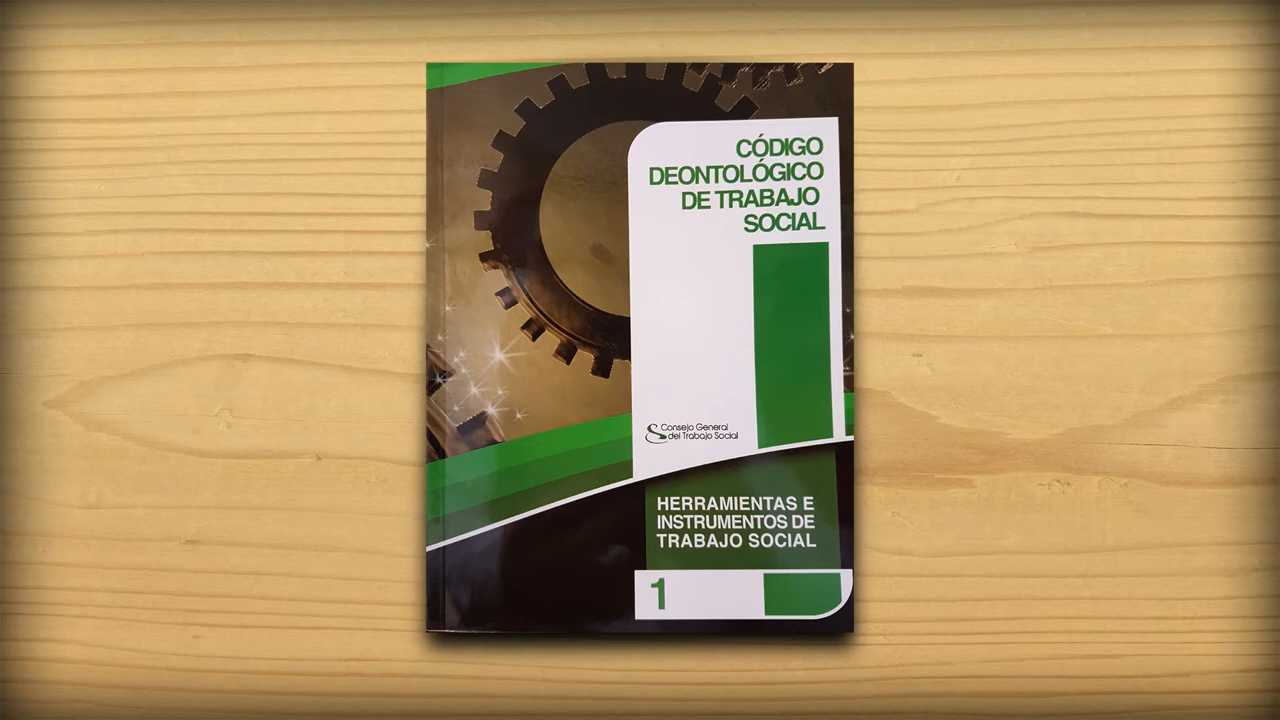 CÓDIGO
DEONTOLÓGICO
DE TRABAJO
SOCIAL
Consejo General
del Trabajo Social
HERRAMIENTAS E
INSTRUMENTOS DE
TRABAJO SOCIAL
1